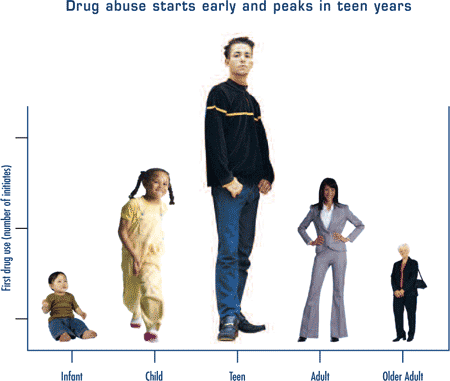 Drug abuse starts early and peaks in teen years
First drug use (number of initiates)
Infant
Child
Teen
Adult
Older Adult